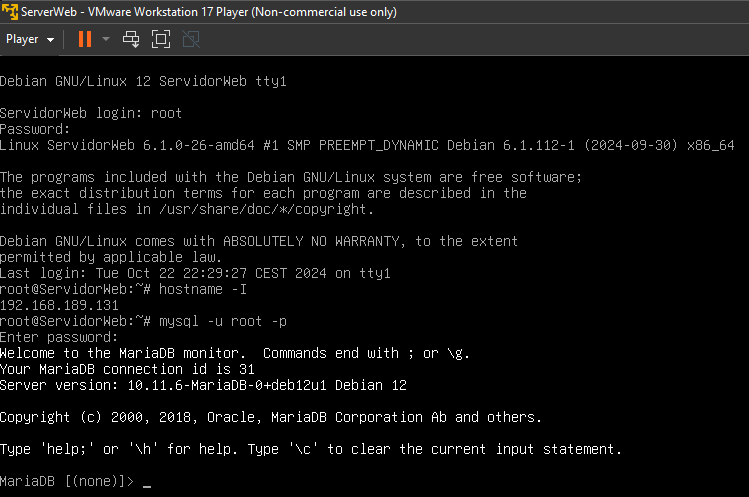 ServerWeb - VMware Workstation 17 Player (Non-commercial use only)
Player
Debian GNU/Linux 12 ServidorWeb tty1
ServidorWeb login: root
Password:
Linux ServidorWeb 6.1.0-26-amd64 #1 SMP PREEMPT_DYNAMIC Debian 6.1.112-1 (2024-09-30) x86_64
The programs included with the Debian GNU/Linux system are free software;
the exact distribution terms for each program are described in the
individual files in /usr/share/doc/*/copyright.
Debian GNU/Linux comes with ABSOLUTELY NO WARRANTY, to the extent
permitted by applicable law.
Last login: Tue Oct 22 22:29:27 CEST 2024 on tty1
root@ServidorWeb:~# hostname -I
192.168.189.131
root@ServidorWeb:~# mysql -u root -p
Enter password:
Welcome to the MariaDB monitor.  Commands end with ; or \g.
Your MariaDB connection id is 31
Server version: 10.11.6-MariaDB-0+deb12u1 Debian 12
Copyright (c) 2000, 2018, Oracle, MariaDB Corporation Ab and others.
Type 'help;' or '\h' for help. Type '\c' to clear the current input statement.
MariaDB [(none)]> _